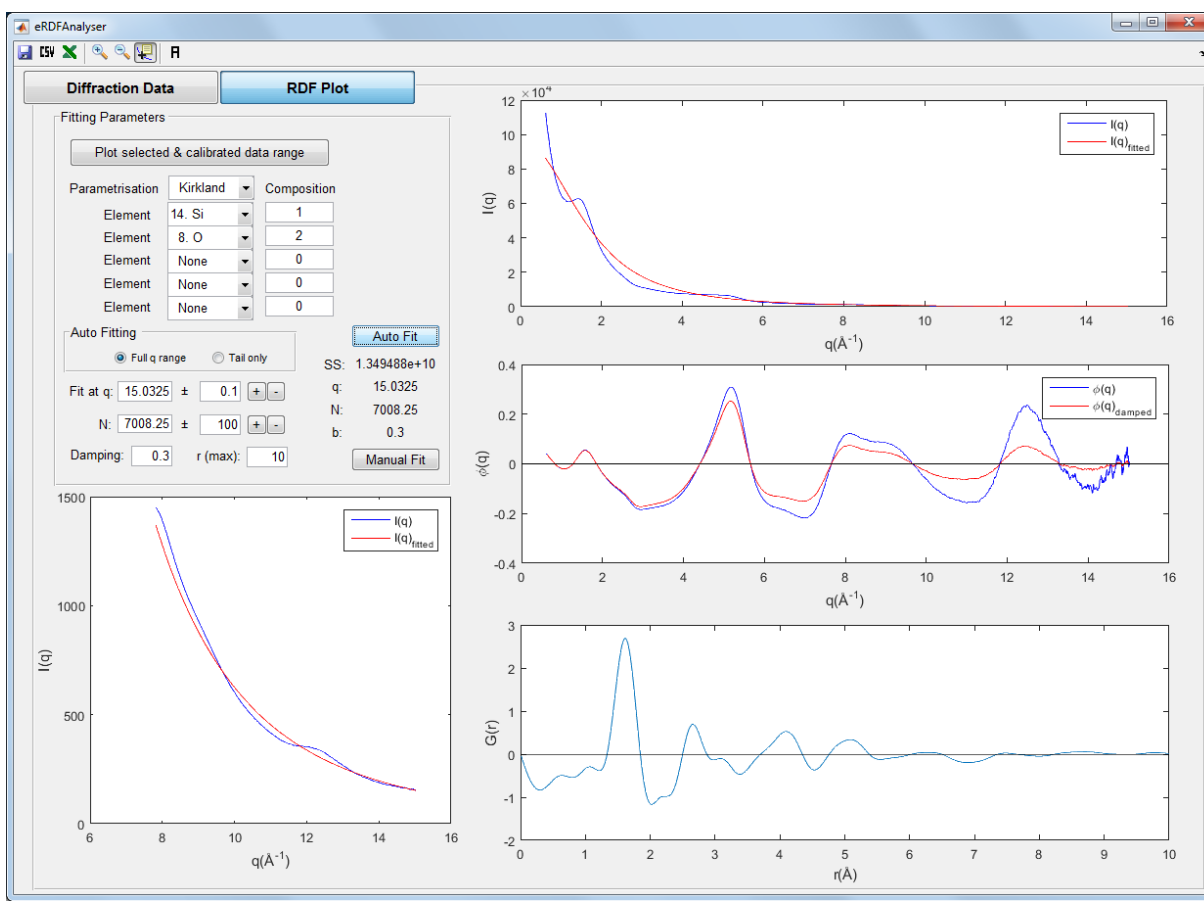 eRDFAnalyser
CSV
A
Diffraction Data
RDF Plot
Fitting Parameters
Plot selected & calibrated data range
Parametrisation Kirkland Composition
Element 14. Si 1
Element 8. O 2
Element None 0
Element None 0
Element None 0
Auto Fitting
Full q range Tail only
Auto Fit
SS: 1.349488e+10
Fit at q: 15.0325 ± 0.1 + -
q: 15.0325
N: 7008.25 ± 100 + -
N: 7008.25
b: 0.3
Damping: 0.3 r (max): 10
Manual Fit
1500
1000
500
0
I(q)
I(q)
I(q)fitted
6 8 10 12 14 16
q(Å-1)
×10^4
12
10
8
6
4
2
0
I(q)
I(q)
I(q)fitted
0 2 4 6 8 10 12 14 16
q(Å-1)
0.4
0.2
0
-0.2
-0.4
ϕ(q)
ϕ(q)
ϕ(q)damped
0 2 4 6 8 10 12 14 16
q(Å-1)
3
2
1
0
-1
-2
G(r)
0 1 2 3 4 5 6 7 8 9 10
r(Å)